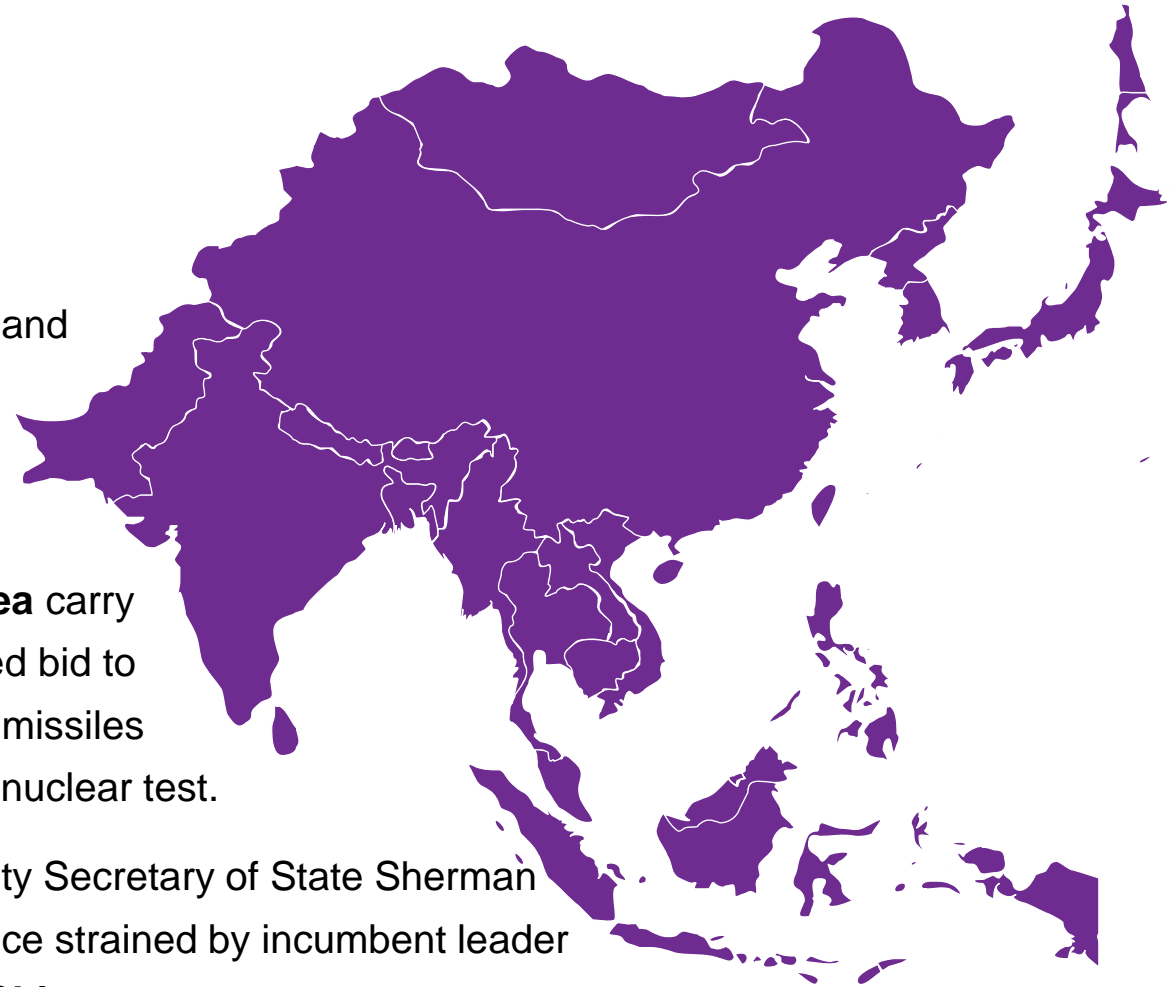 and
ea carry
ed bid to
missiles
nuclear test.
ty Secretary of State Sherman
ce strained by incumbent leader